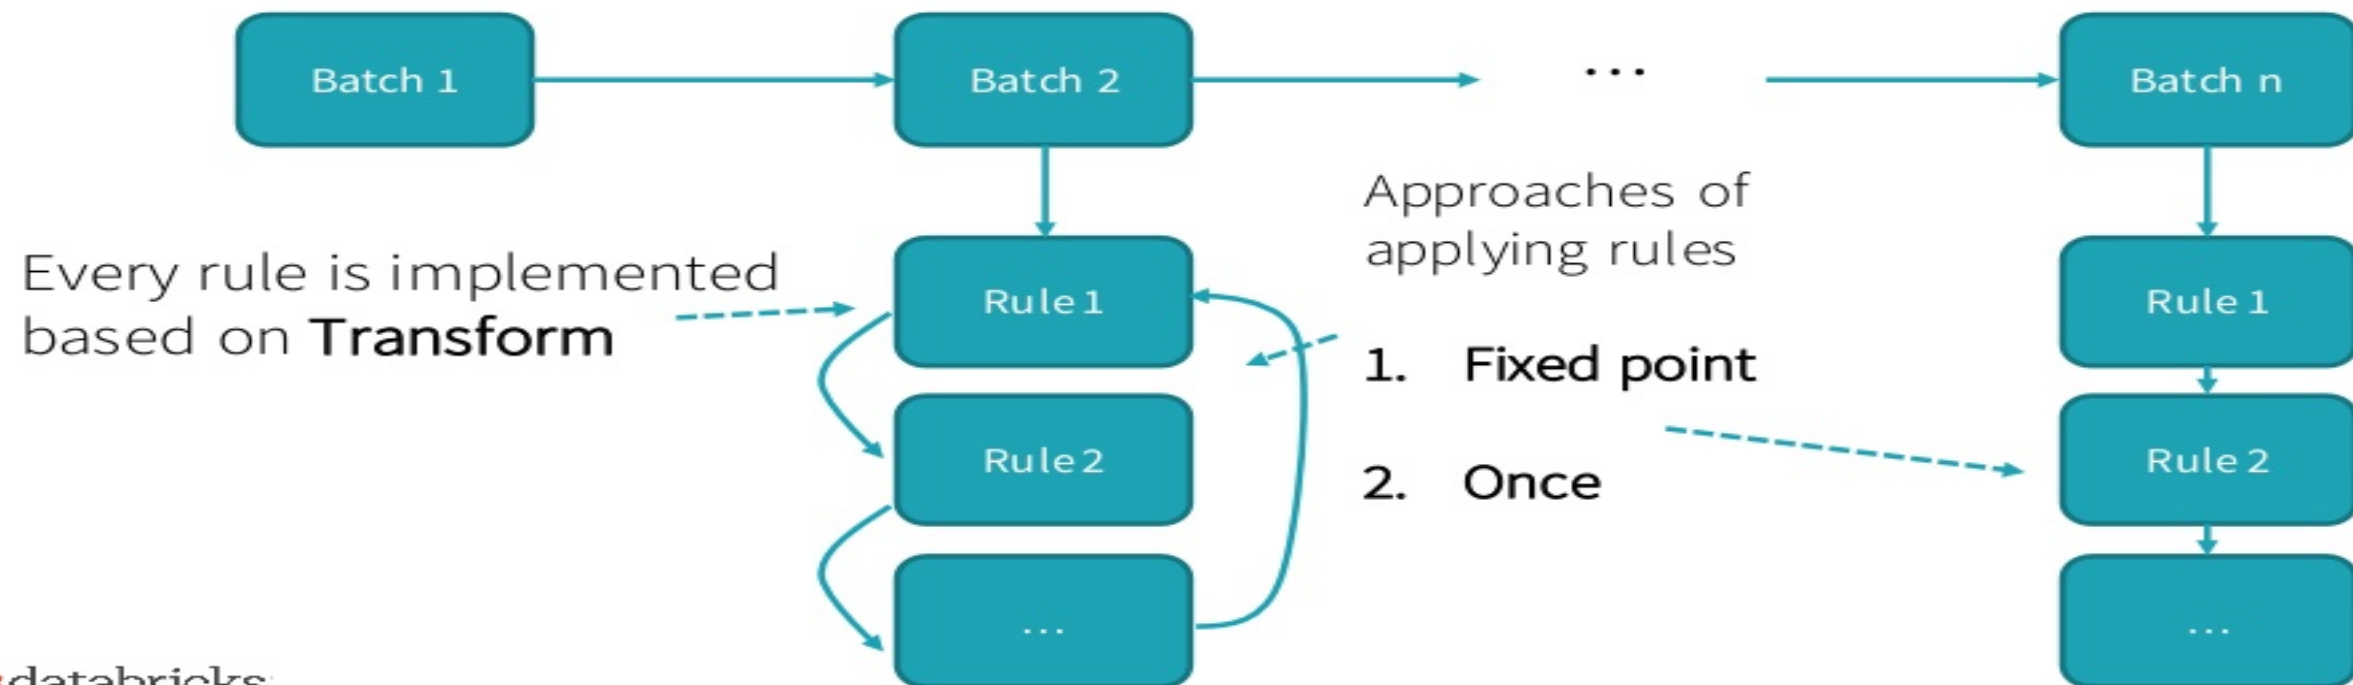 Batch 1
Batch 2
...
Batch n
Every rule is implemented
based on Transform
Rule 1
Rule 2
...
Approaches of
applying rules
1. Fixed point
2. Once
Rule 1
Rule 2
...
databricks